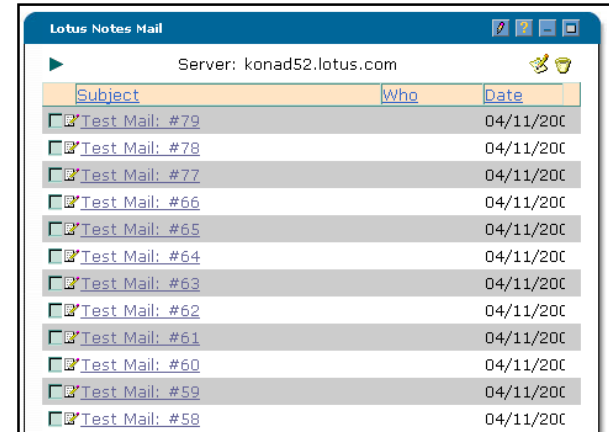 Lotus Notes Mail
Server: konad52.lotus.com
Subject Who Date
Test Mail: #79 04/11/200
Test Mail: #78 04/11/200
Test Mail: #77 04/11/200
Test Mail: #66 04/11/200
Test Mail: #65 04/11/200
Test Mail: #64 04/11/200
Test Mail: #63 04/11/200
Test Mail: #62 04/11/200
Test Mail: #61 04/11/200
Test Mail: #60 04/11/200
Test Mail: #59 04/11/200
Test Mail: #58 04/11/200